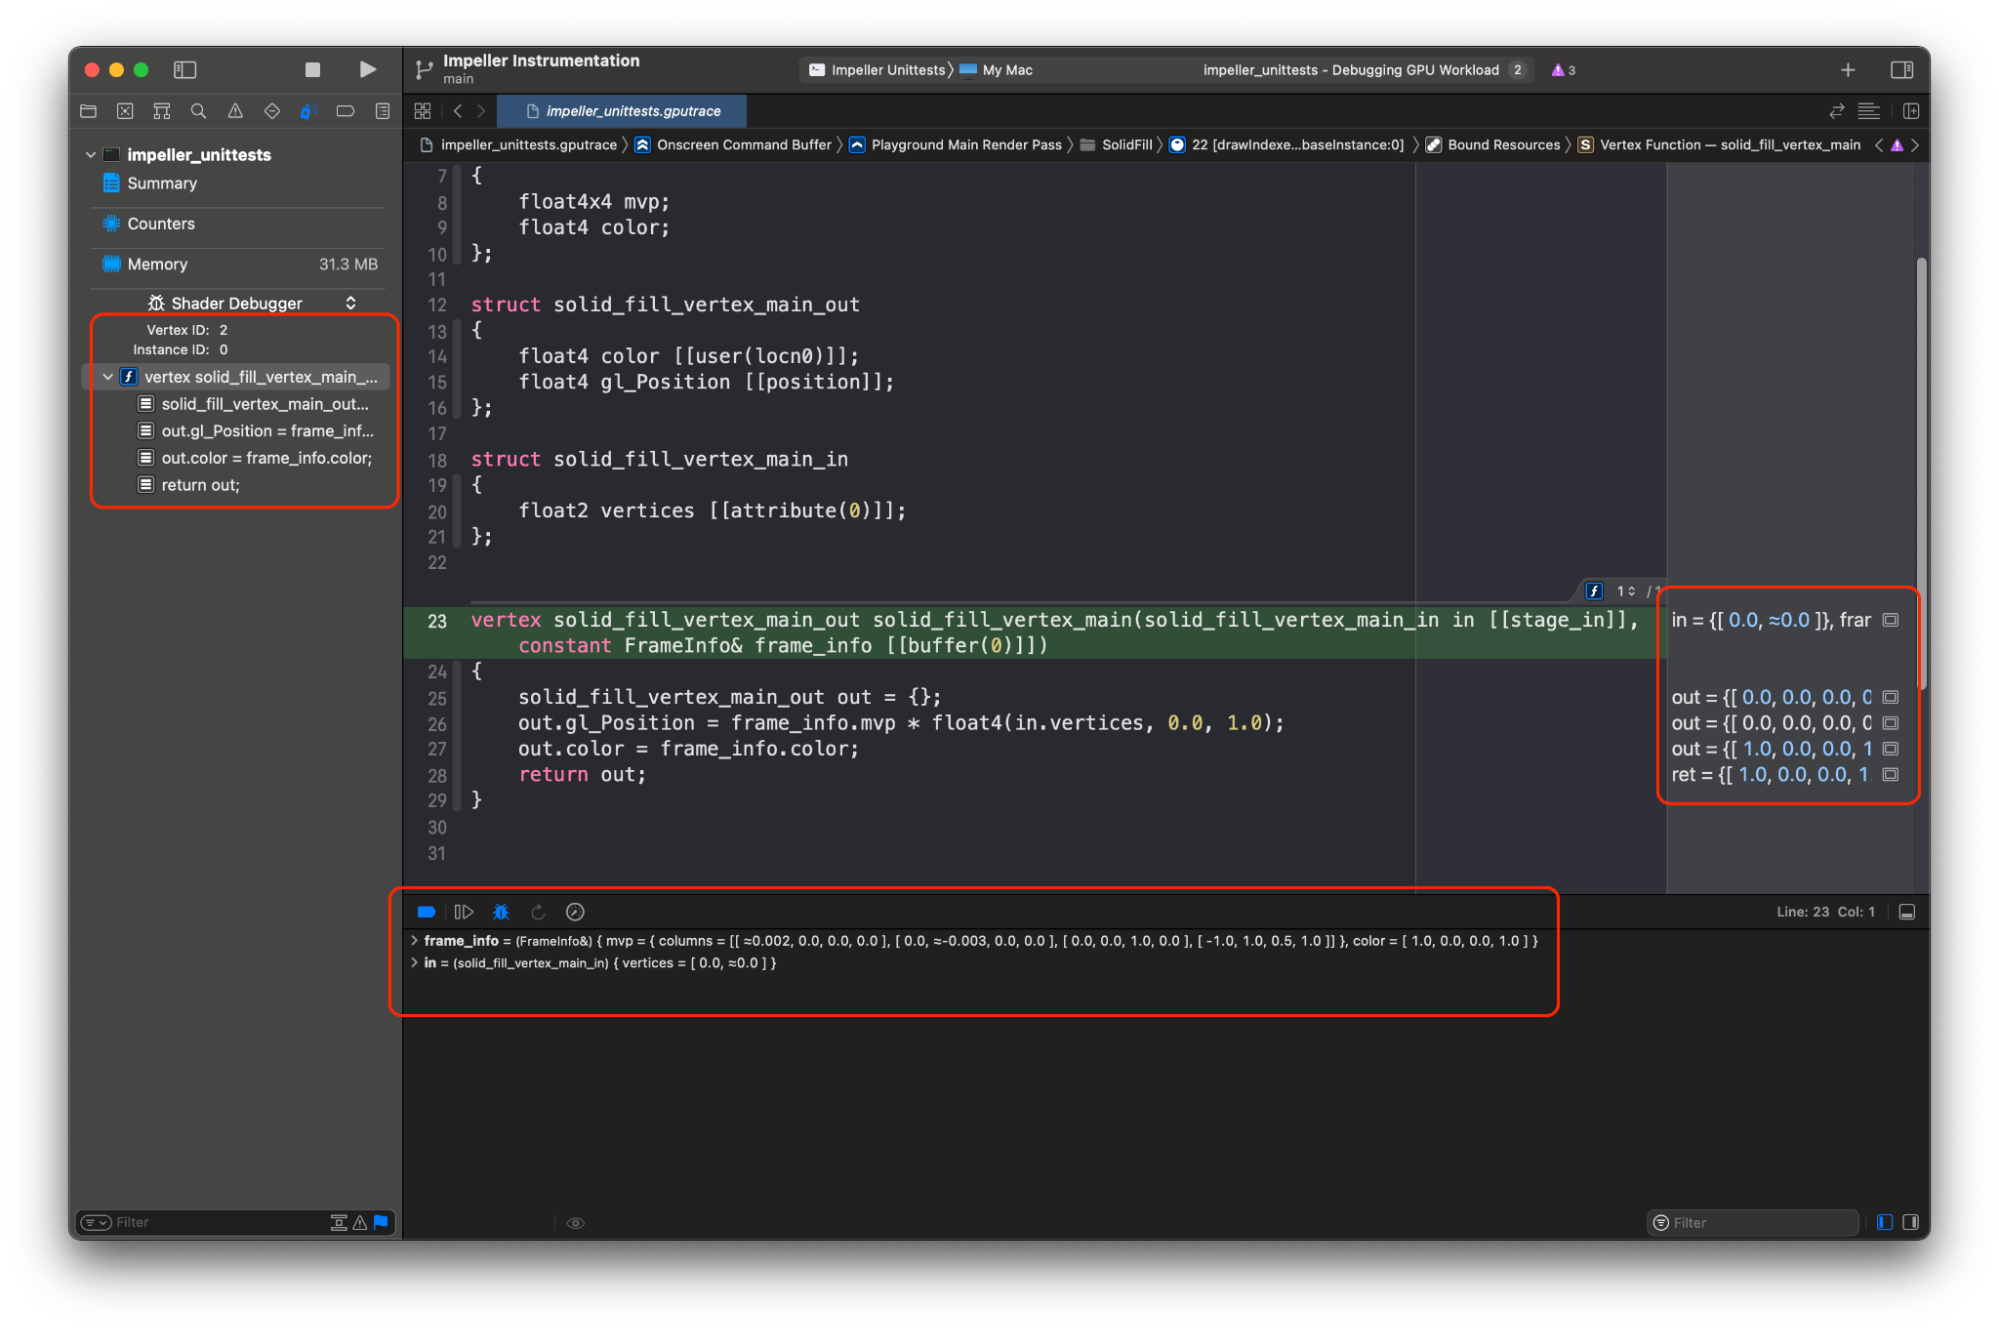 Impeller Instrumentation
main
Impeller Unittests
My Mac
impeller_unittests - Debugging GPU Workload
2
3
impeller_unittests.gputrace
impeller_unittests.gputrace
Onscreen Command Buffer
Playground Main Render Pass
SolidFill
22 [drawIndexe...baseInstance:0]
Bound Resources
S
Vertex Function — solid_fill_vertex_main
impeller_unittests
Summary
Counters
Memory 31.3 MB
Shader Debugger
Vertex ID: 2
Instance ID: 0
f vertex solid_fill_vertex_main_...
solid_fill_vertex_main_out...
out.gl_Position = frame_inf...
out.color = frame_info.color;
return out;
Filter
7 {
8 float4x4 mvp;
9 float4 color;
10 };
11
12 struct solid_fill_vertex_main_out
13 {
14 float4 color [[user(locn0)]];
15 float4 gl_Position [[position]];
16 };
17
18 struct solid_fill_vertex_main_in
19 {
20 float2 vertices [[attribute(0)]];
21 };
22
f 1 / 1
23 vertex solid_fill_vertex_main_out solid_fill_vertex_main(solid_fill_vertex_main_in in [[stage_in]],
constant FrameInfo& frame_info [[buffer(0)]])
24 {
25 solid_fill_vertex_main_out out = {};
26 out.gl_Position = frame_info.mvp * float4(in.vertices, 0.0, 1.0);
27 out.color = frame_info.color;
28 return out;
29 }
30
31
in = {[ 0.0, ≈0.0 ]}, frar
out = {[ 0.0, 0.0, 0.0, 0
out = {[ 0.0, 0.0, 0.0, 0
out = {[ 1.0, 0.0, 0.0, 1
ret = {[ 1.0, 0.0, 0.0, 1.
Line: 23 Col: 1
frame_info = (FrameInfo&) { mvp = { columns = [[ ≈0.002, 0.0, 0.0, 0.0 ], [ 0.0, ≈-0.003, 0.0, 0.0 ], [ 0.0, 0.0, 1.0, 0.0 ], [ -1.0, 1.0, 0.5, 1.0 ]] }, color = [ 1.0, 0.0, 0.0, 1.0 ] }
in = (solid_fill_vertex_main_in) { vertices = [ 0.0, ≈0.0 ] }
Filter